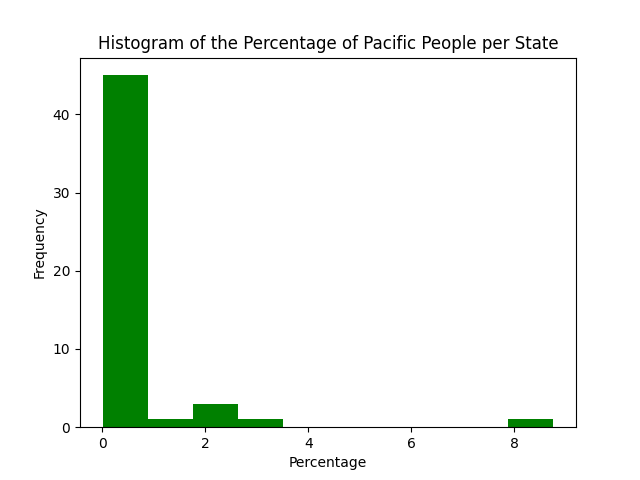 Histogram of the Percentage of Pacific People per State
40
30
20
10
0
Frequency
0 2 4 6 8
Percentage